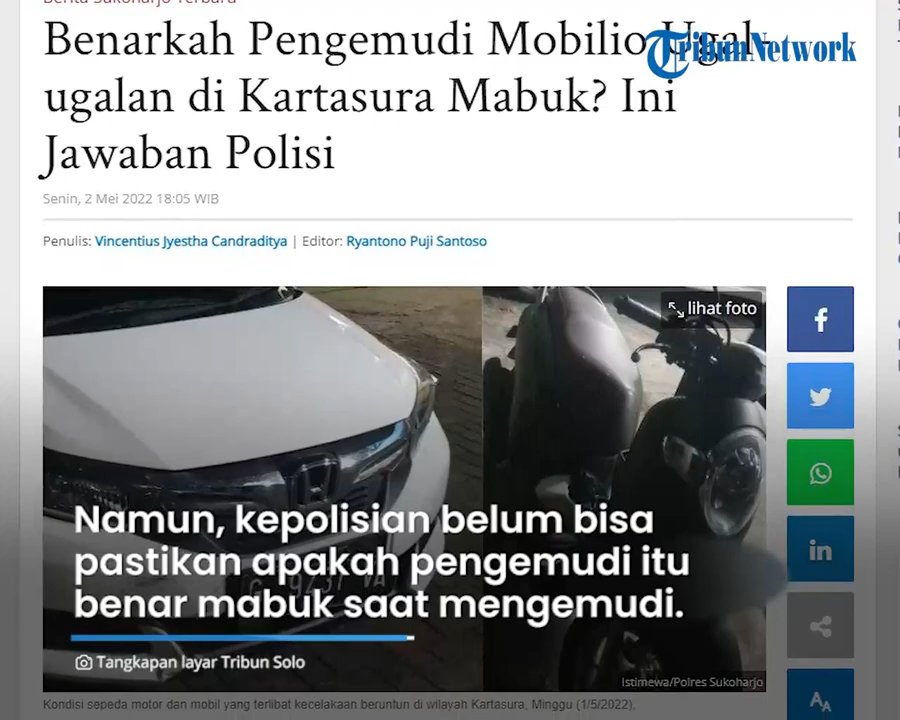 Berita Sukoharjo Terbaru
Benarkah Pengemudi Mobilio Ugal-
TribunNetwork
ugalan di Kartasura Mabuk? Ini
Jawaban Polisi
Senin, 2 Mei 2022 18:05 WIB
Penulis: Vincentius Jyestha Candraditya | Editor: Ryantono Puji Santoso
lihat foto
Namun, kepolisian belum bisa
pastikan apakah pengemudi itu
benar mabuk saat mengemudi.
Tangkapan layar Tribun Solo
Istimewa/Polres Sukoharjo
Kondisi sepeda motor dan mobil yang terlibat kecelakaan beruntun di wilayah Kartasura, Minggu (1/5/2022).